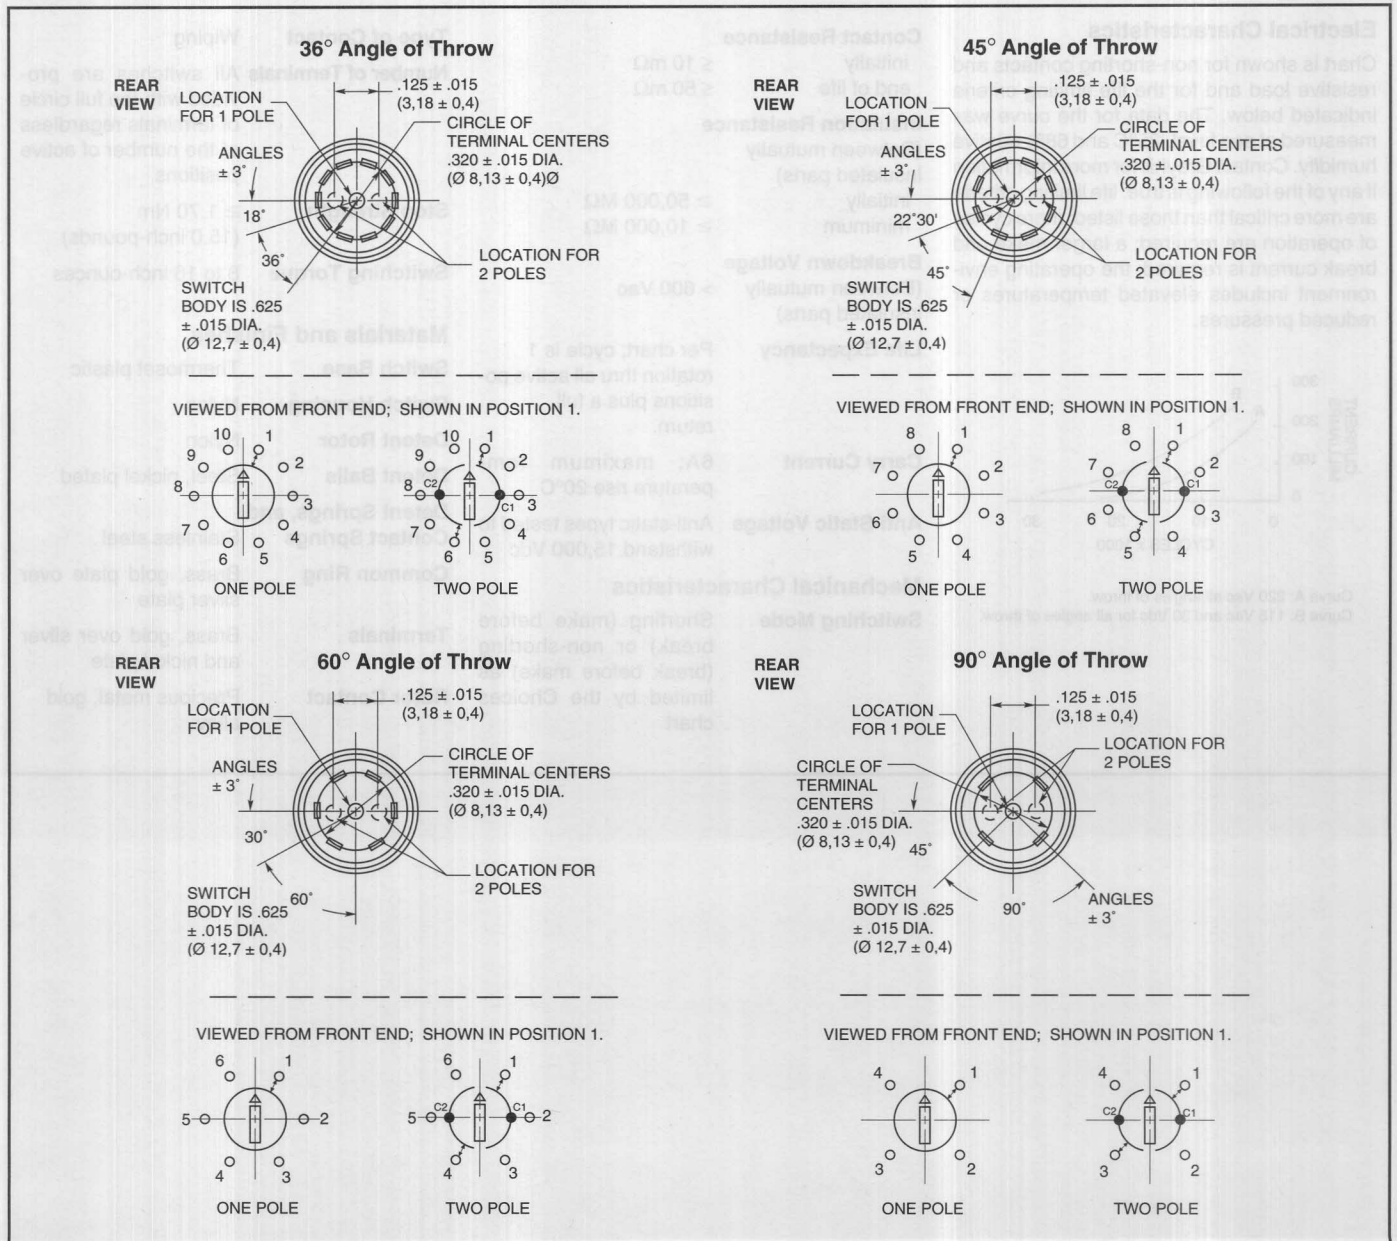 36° Angle of Throw
REAR
VIEW
LOCATION
FOR 1 POLE
.125 ± .015
(3,18 ± 0,4)
CIRCLE OF
TERMINAL CENTERS
.320 ± .015 DIA.
(Ø 8,13 ± 0,4)Ø
ANGLES
± 3°
18°
36°
LOCATION FOR
2 POLES
SWITCH
BODY IS .625
± .015 DIA.
(Ø 12,7 ± 0,4)
VIEWED FROM FRONT END; SHOWN IN POSITION 1.
10 1
9 2
8 3
7 4
6 5
ONE POLE
10 1
9 2
C2
8 3
C1
7 4
6 5
TWO POLE
45° Angle of Throw
REAR
VIEW
LOCATION
FOR 1 POLE
.125 ± .015
(3,18 ± 0,4)
CIRCLE OF
TERMINAL CENTERS
.320 ± .015 DIA.
(Ø 8,13 ± 0,4)
ANGLES
± 3°
22°30'
45°
LOCATION FOR
2 POLES
SWITCH
BODY IS .625
± .015 DIA.
(Ø 12,7 ± 0,4)
VIEWED FROM FRONT END; SHOWN IN POSITION 1.
8 1
7 2
6 3
5 4
ONE POLE
8 1
7 2
C2 C1
6 3
5 4
TWO POLE
60° Angle of Throw
REAR
VIEW
LOCATION
FOR 1 POLE
.125 ± .015
(3,18 ± 0,4)
CIRCLE OF
TERMINAL CENTERS
.320 ± .015 DIA.
(Ø 8,13 ± 0,4)
ANGLES
± 3°
30°
60°
LOCATION FOR
2 POLES
SWITCH
BODY IS .625
± .015 DIA.
(Ø 12,7 ± 0,4)
VIEWED FROM FRONT END; SHOWN IN POSITION 1.
6 1
5 2
4 3
ONE POLE
6 1
C2 C1
5 2
4 3
TWO POLE
90° Angle of Throw
REAR
VIEW
LOCATION
FOR 1 POLE
.125 ± .015
(3,18 ± 0,4)
LOCATION FOR
2 POLES
CIRCLE OF
TERMINAL
CENTERS
.320 ± .015 DIA.
(Ø 8,13 ± 0,4)
45°
90°
ANGLES
± 3°
SWITCH
BODY IS .625
± .015 DIA.
(Ø 12,7 ± 0,4)
VIEWED FROM FRONT END; SHOWN IN POSITION 1.
4 1
3 2
ONE POLE
4 1
C2 C1
3 2
TWO POLE